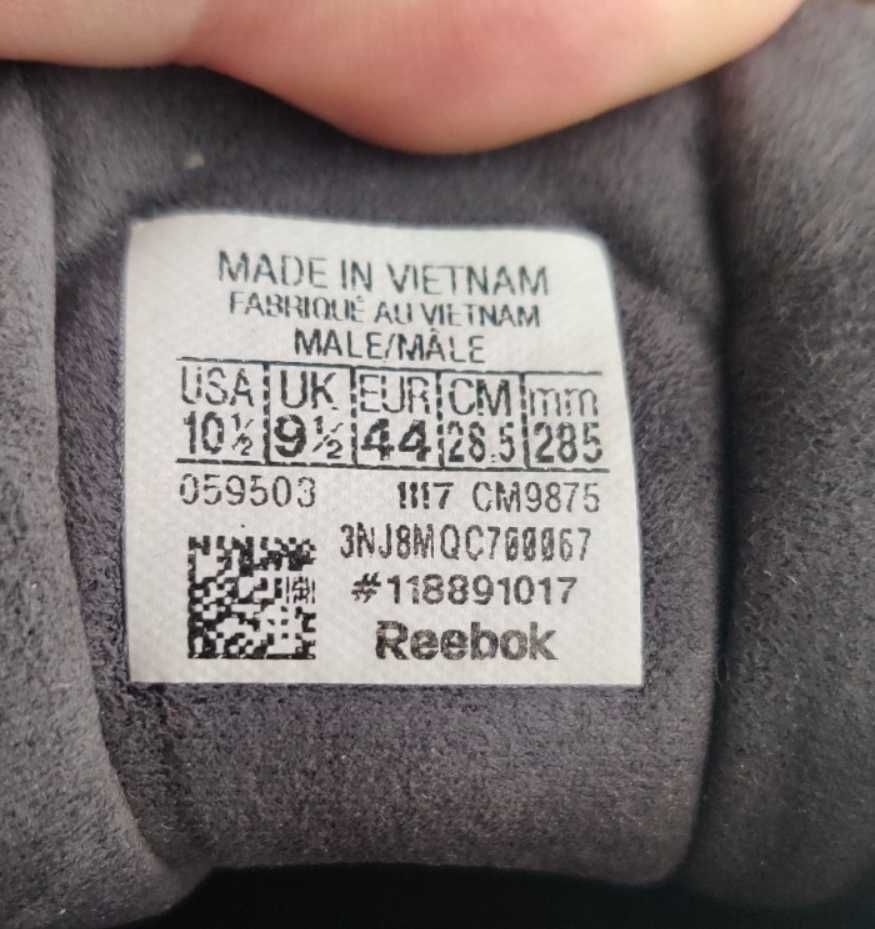 MADE IN VIETNAM
FABRIQUÉ AU VIETNAM
MALE/MÂLE
USA UK EUR CM mm
10½ 9½ 44 28.5 285
059503 1117 CM9875
3NJ8MQC700067
#118891017
Reebok